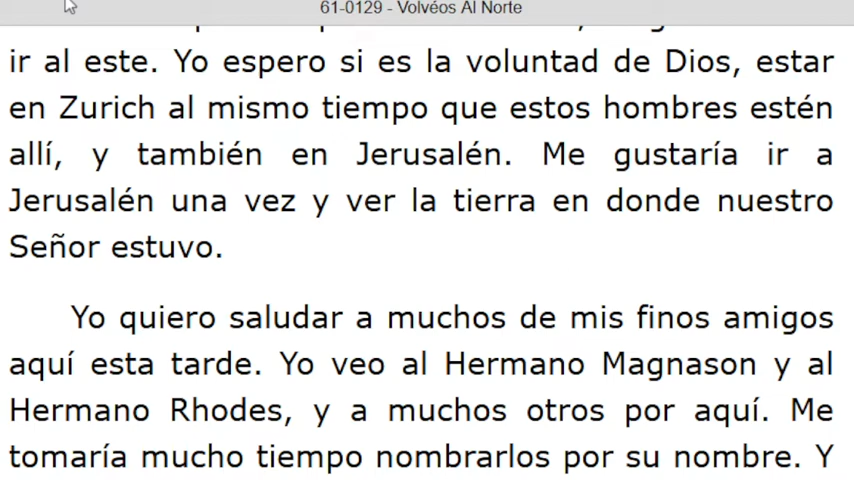 61-0129 - Volvéos Al Norte
ir al este. Yo espero si es la voluntad de Dios, estar
en Zurich al mismo tiempo que estos hombres estén
allí, y también en Jerusalén. Me gustaría ir a
Jerusalén una vez y ver la tierra en donde nuestro
Señor estuvo.
Yo quiero saludar a muchos de mis finos amigos
aquí esta tarde. Yo veo al Hermano Magnason y al
Hermano Rhodes, y a muchos otros por aquí. Me
tomaría mucho tiempo nombrarlos por su nombre. Y